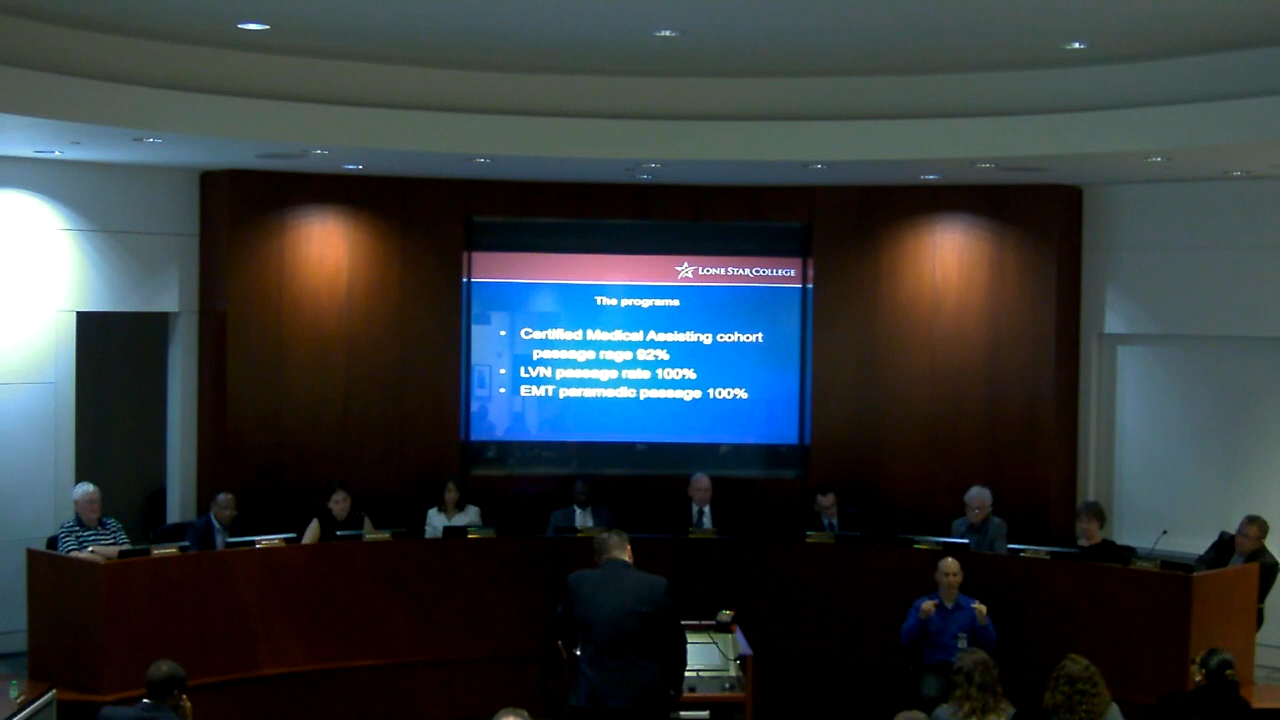 LONE STAR COLLEGE
The programs
• Certified Medical Assisting cohort
passage rage 92%
• LVN passage rate 100%
• EMT paramedic passage 100%